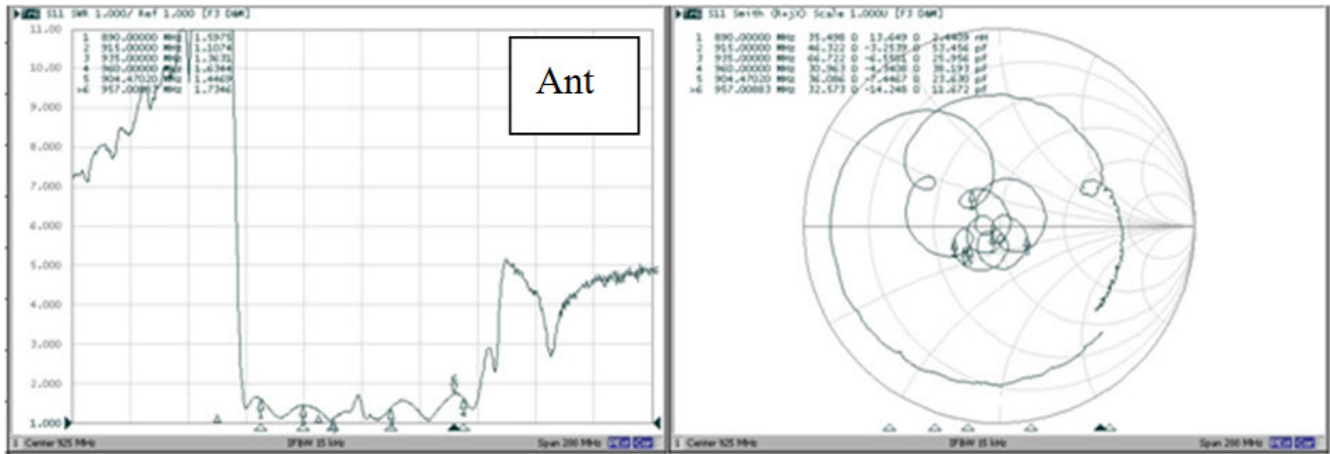 S11 SWR 1.000/ Ref 1.000 [F3 D&M]
11.00
10.00
9.000
8.000
7.000
6.000
5.000
4.000
3.000
2.000
1.000
1 890.00000 MHz 1.5975
2 915.00000 MHz 1.1074
3 935.00000 MHz 1.3631
4 960.00000 MHz 1.6344
5 904.47020 MHz 1.4469
>6 957.00883 MHz 1.7346
Ant
1 Center 925 MHz IFBW 15 kHz Span 200 MHz Cor
S11 Smith (R+jX) Scale 1.000U [F3 D&M]
1 890.00000 MHz 35.498 Ω 13.649 Ω 2.4409 nH
2 915.00000 MHz 46.322 Ω -3.2539 Ω 53.456 pF
3 935.00000 MHz 66.722 Ω -6.5581 Ω 25.956 pF
4 960.00000 MHz 30.963 Ω Ω 38.193 pF
5 904.47020 MHz 36.086 Ω -7.4467 Ω 23.630 pF
>6 957.00883 MHz 32.573 Ω -14.248 Ω 11.672 pF
1 Center 925 MHz IFBW 15 kHz Span 200 MHz Cor